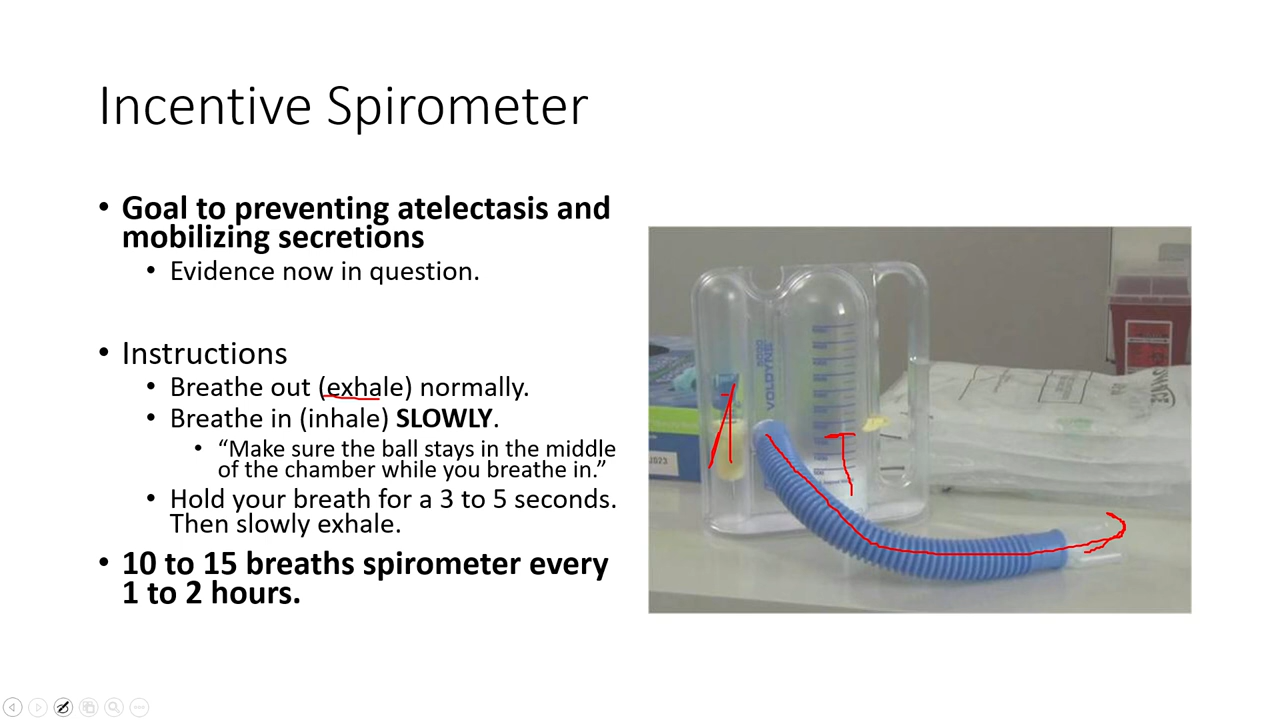 Incentive Spirometer
• Goal to preventing atelectasis and
mobilizing secretions
• Evidence now in question.
• Instructions
• Breathe out (exhale) normally.
• Breathe in (inhale) SLOWLY.
• “Make sure the ball stays in the middle
of the chamber while you breathe in.”
• Hold your breath for a 3 to 5 seconds.
Then slowly exhale.
• 10 to 15 breaths spirometer every
1 to 2 hours.
VOLDYNE
5000